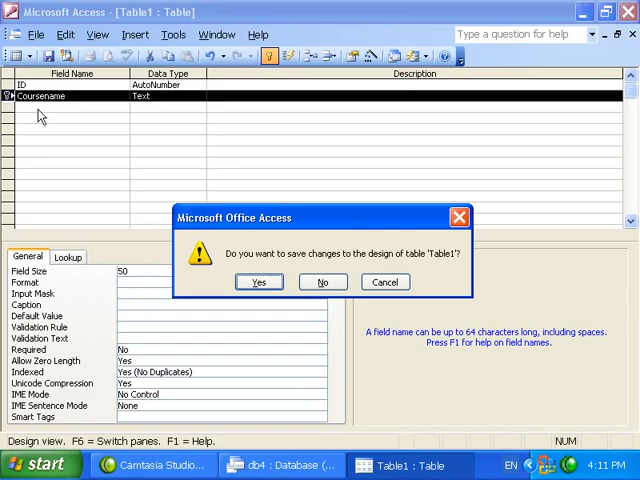 Microsoft Access - [Table1 : Table]
File Edit View Insert Tools Window Help
Type a question for help
Field Name Data Type Description
ID AutoNumber
Coursename Text
Microsoft Office Access
Do you want to save changes to the design of table 'Table1'?
Yes No Cancel
General Lookup
Field Size 50
Format
Input Mask
Caption
Default Value
Validation Rule
Validation Text
Required No
Allow Zero Length Yes
Indexed Yes (No Duplicates)
Unicode Compression Yes
IME Mode No Control
IME Sentence Mode None
Smart Tags
A field name can be up to 64 characters long, including spaces.
Press F1 for help on field names.
Design view. F6 = Switch panes. F1 = Help.
NUM
start Camtasia Studio... db4 : Database (... Table1 : Table EN 4:11 PM